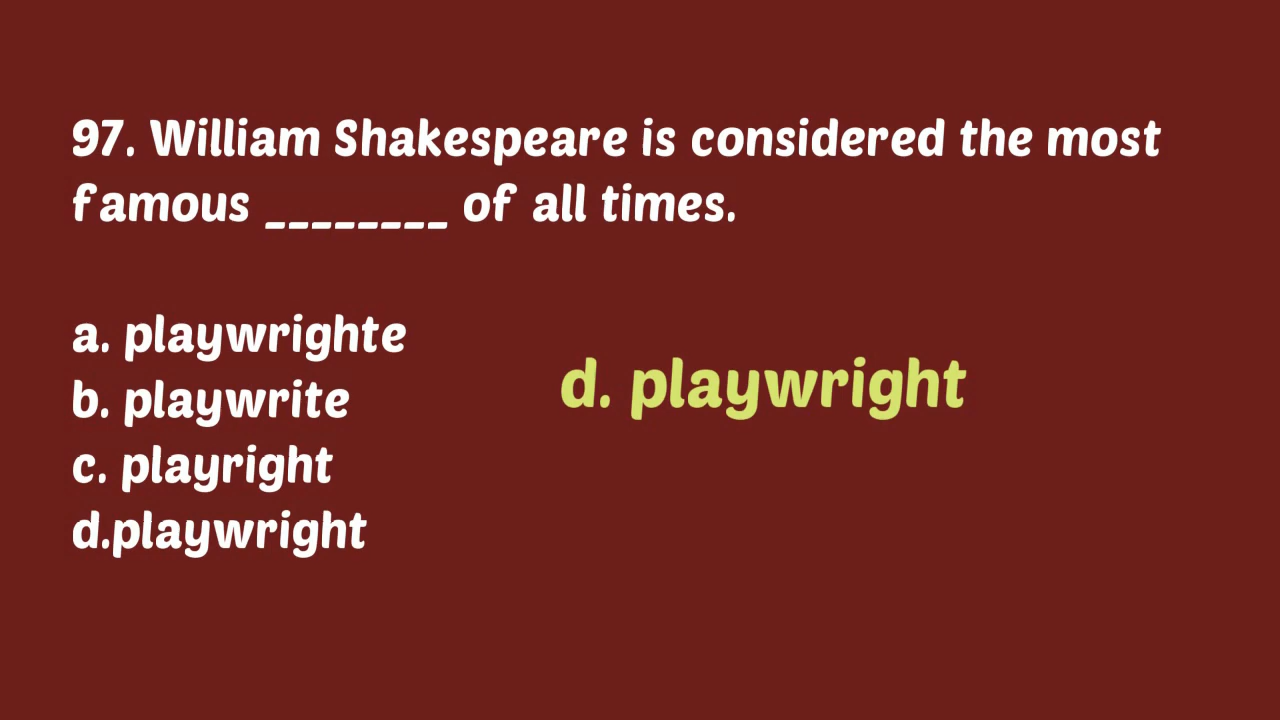 97. William Shakespeare is considered the most
famous ________ of all times.
a. playwrighte
b. playwrite
c. playright
d.playwright
d. playwright